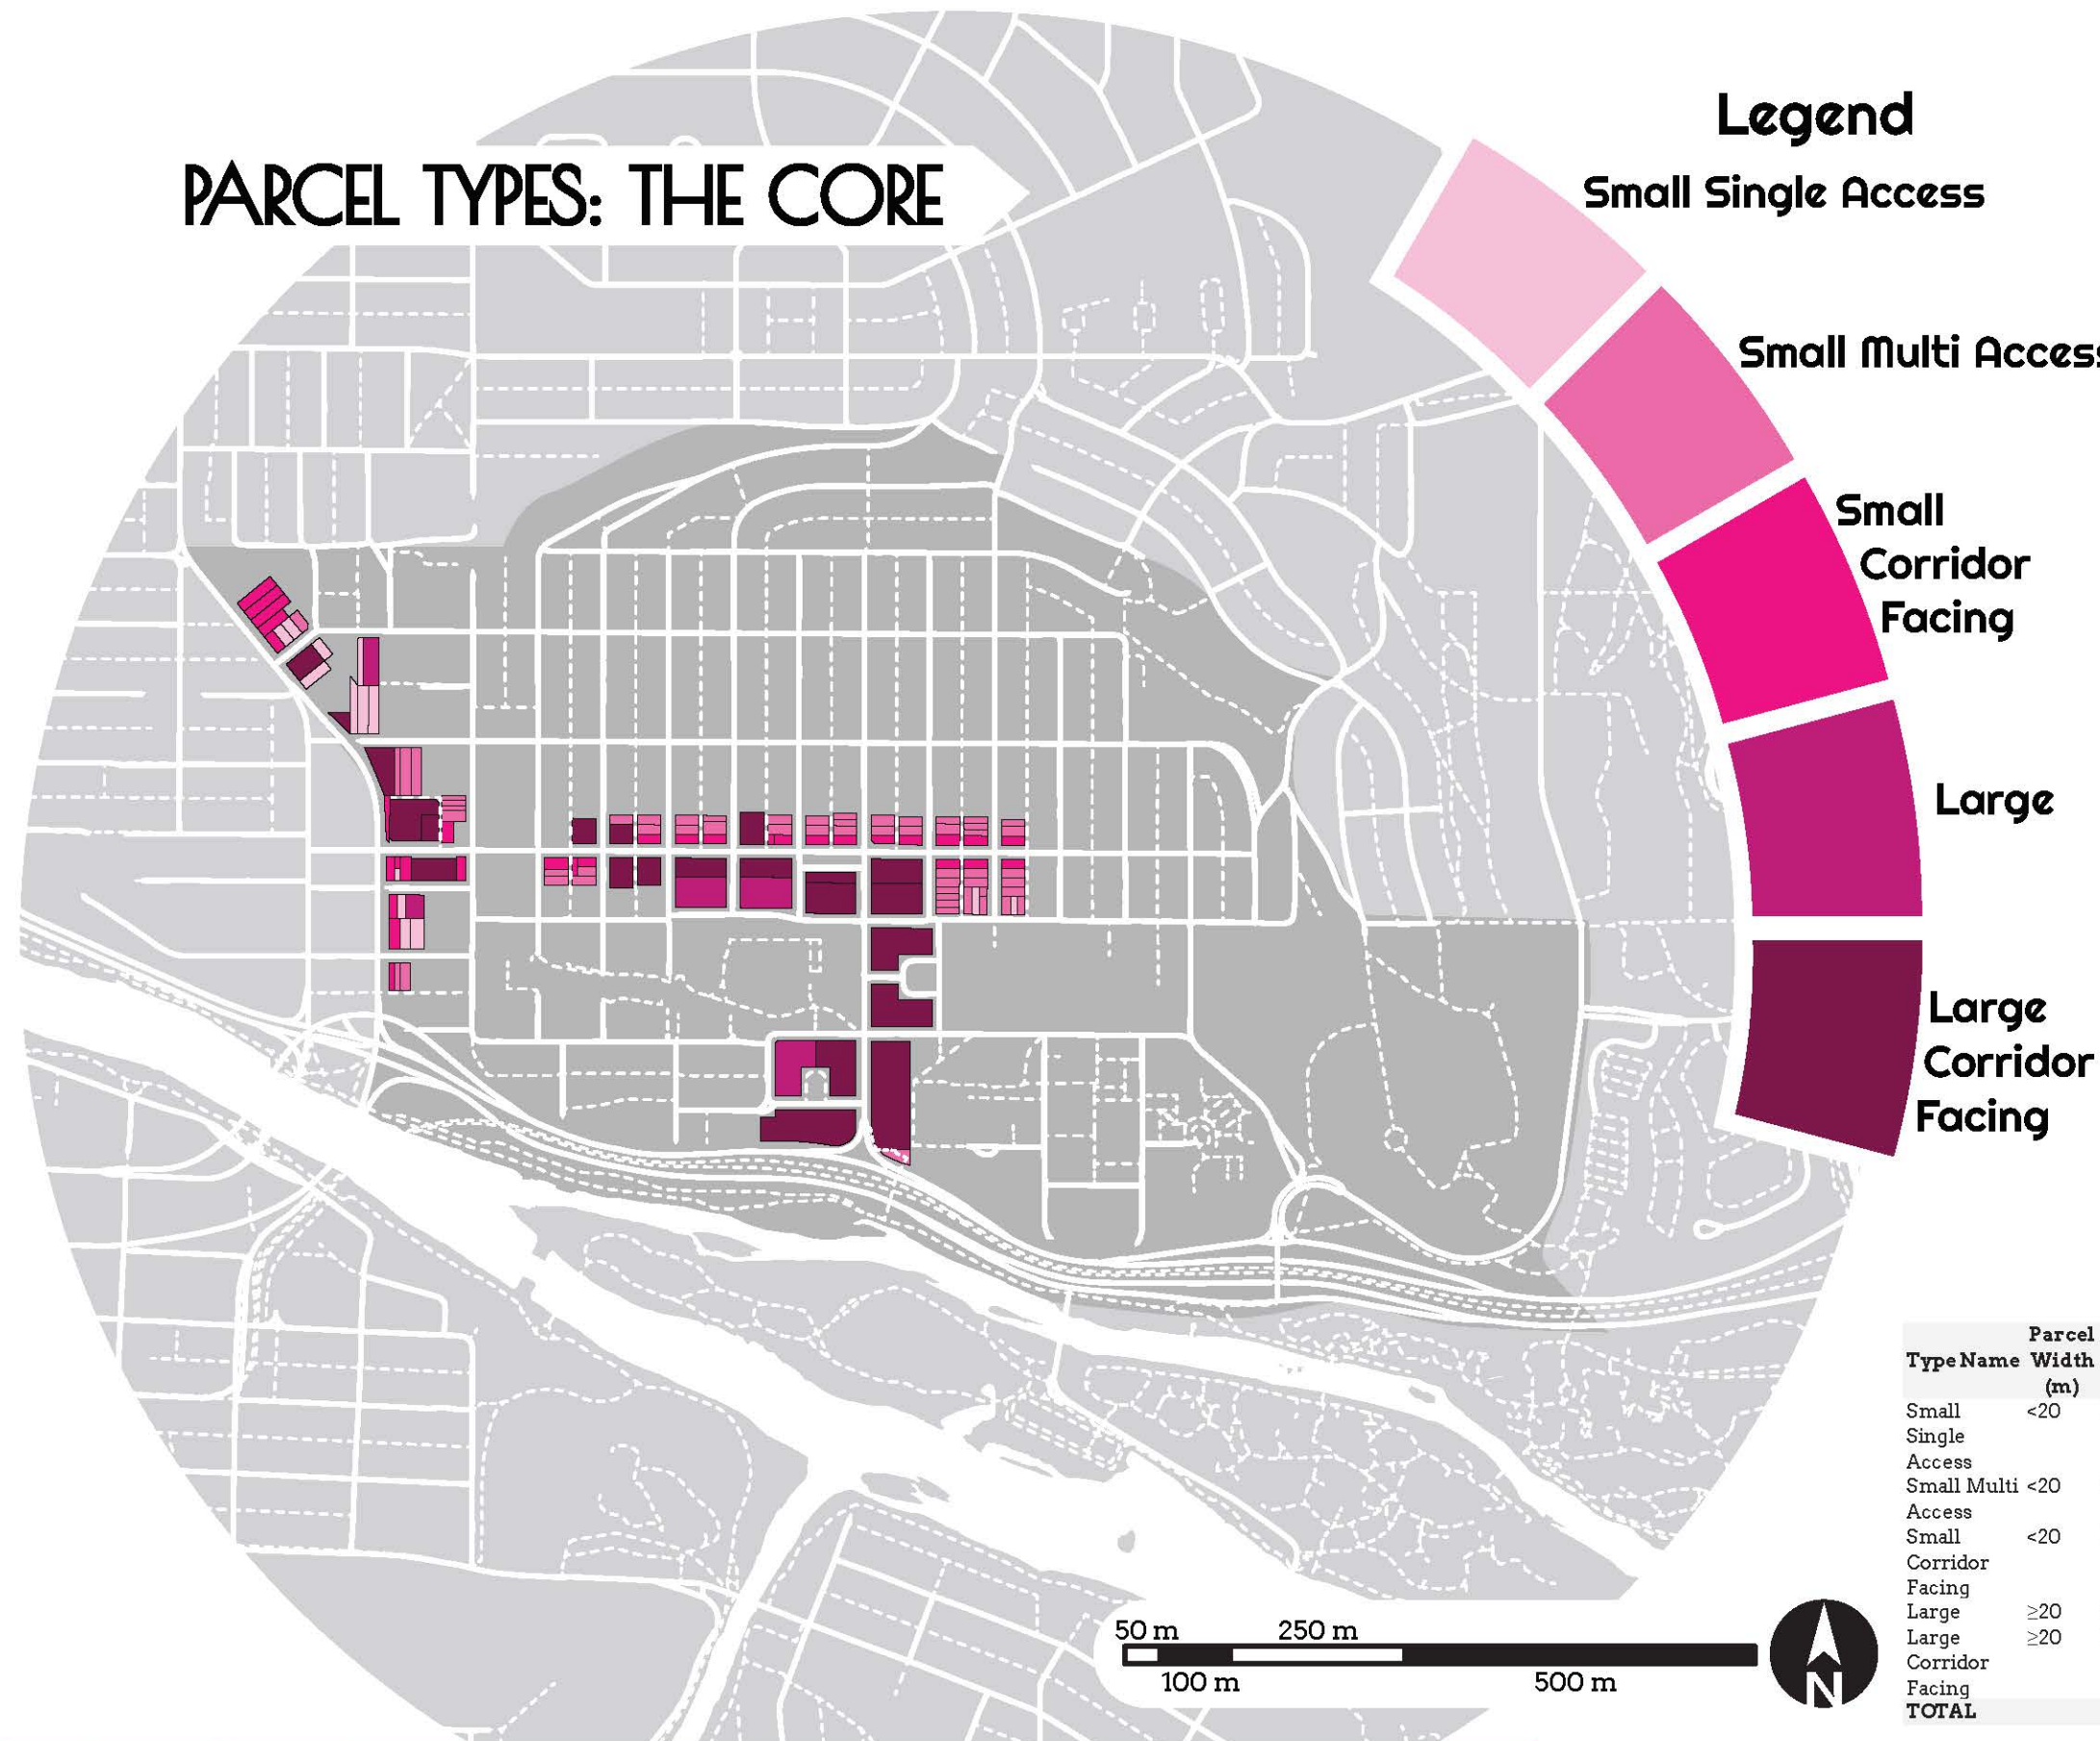 PARCEL TYPES: THE CORE
Legend
Small Single Access
Small Multi Access
Small
Corridor
Facing
Large
Large
Corridor
Facing
50 m 250 m
100 m 500 m
N
Parcel
Type Name Width
(m)
Small <20
Single
Access
Small Multi <20
Access
Small <20
Corridor
Facing
Large ≥20
Large ≥20
Corridor
Facing
TOTAL